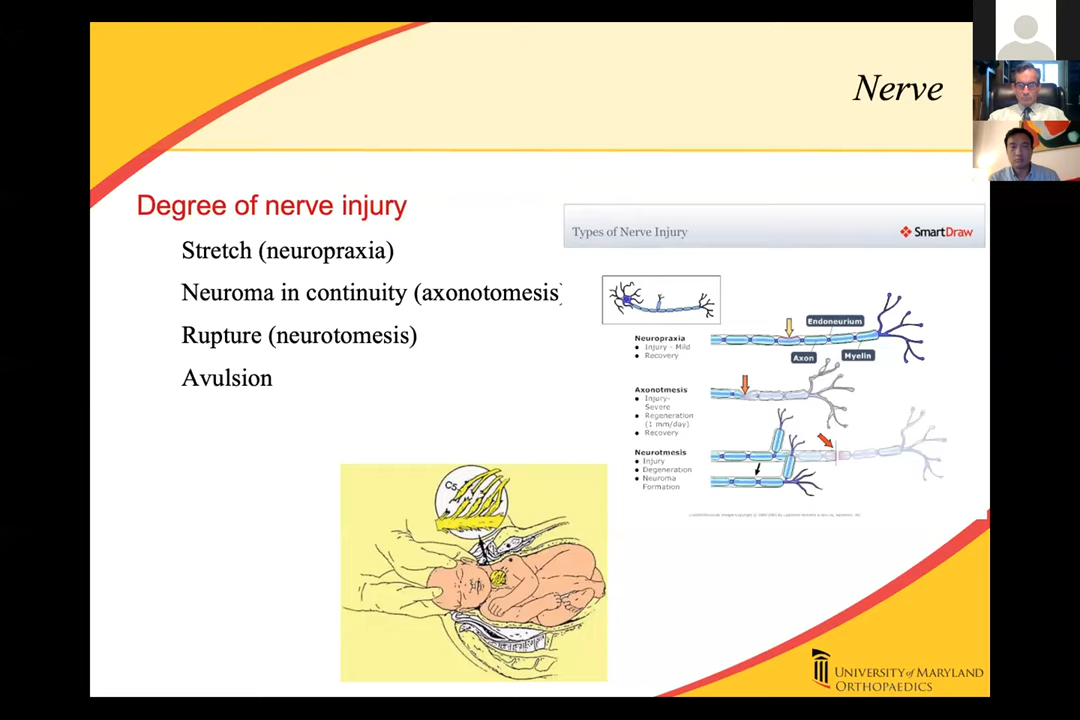 Nerve
Degree of nerve injury
Stretch (neuropraxia)
Neuroma in continuity (axonotomesis)
Rupture (neurotomesis)
Avulsion
Types of Nerve Injury
SmartDraw
Endoneurium
Neuropraxia
• Injury - Mild
• Recovery
Axon
Myelin
Axonotmesis
• Injury-
Severe
• Regeneration
(1 mm/day)
• Recovery
Neurotmesis
• Injury
• Degeneration
• Neuroma
Formation
UNIVERSITY of MARYLAND
ORTHOPAEDICS